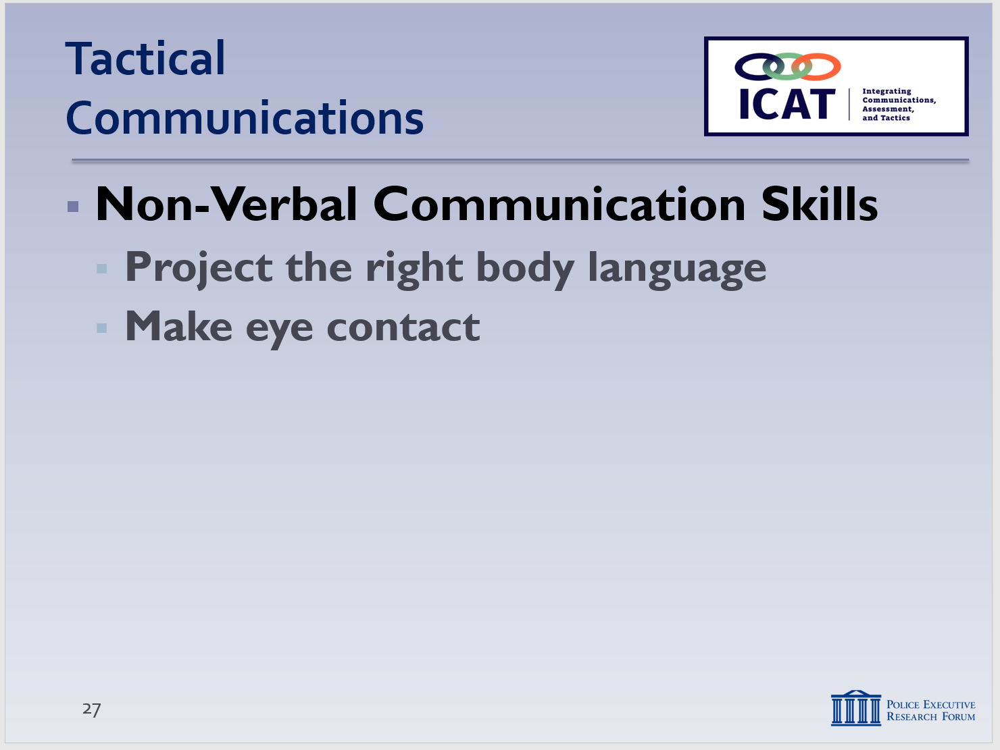 Tactical
Communications
ICAT
Integrating
Communications,
Assessment,
and Tactics
Non-Verbal Communication Skills
Project the right body language
Make eye contact
27
POLICE EXECUTIVE
RESEARCH FORUM